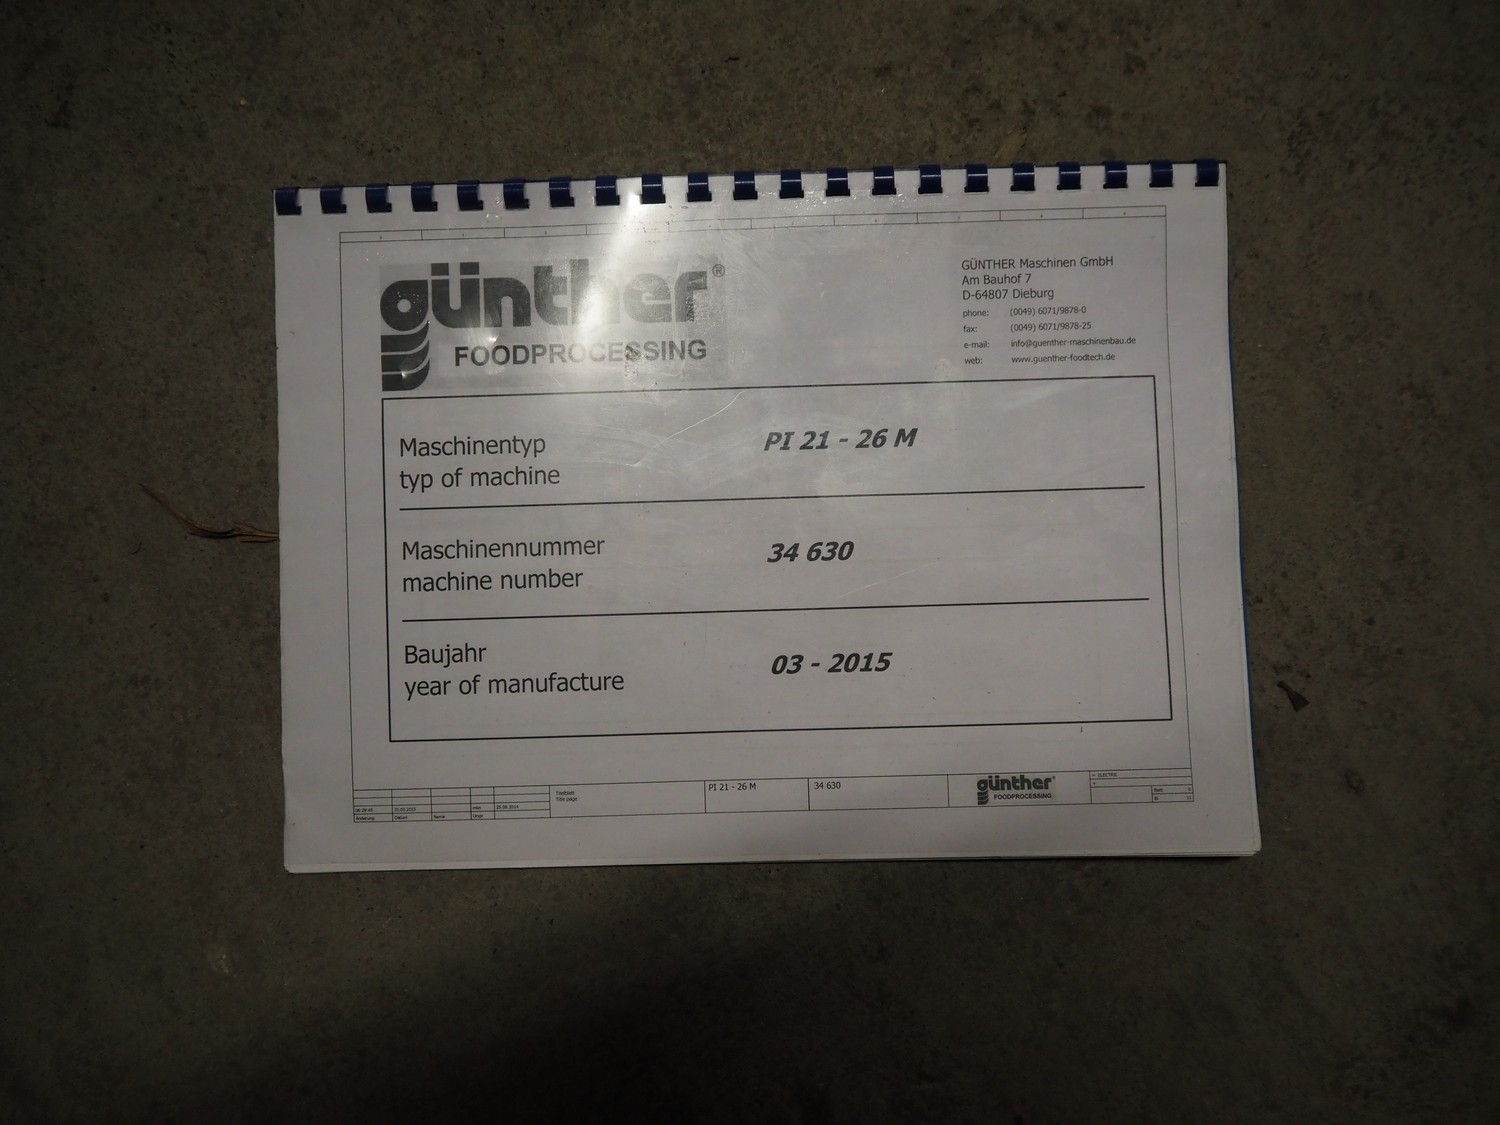 günther®
FOODPROCESSING
GÜNTHER Maschinen GmbH
Am Bauhof 7
D-64807 Dieburg
phone: (0049) 6071/9878-0
fax: (0049) 6071/9878-25
e-mail: info@guenther-maschinenbau.de
web: www.guenther-foodtech.de
Maschinentyp PI 21 - 26 M
typ of machine
Maschinennummer 34 630
machine number
Baujahr 03 - 2015
year of manufacture
Titelblatt
Title page
PI 21 - 26 M
34 630
günther®
FOODPROCESSING
Änderung Datum Name